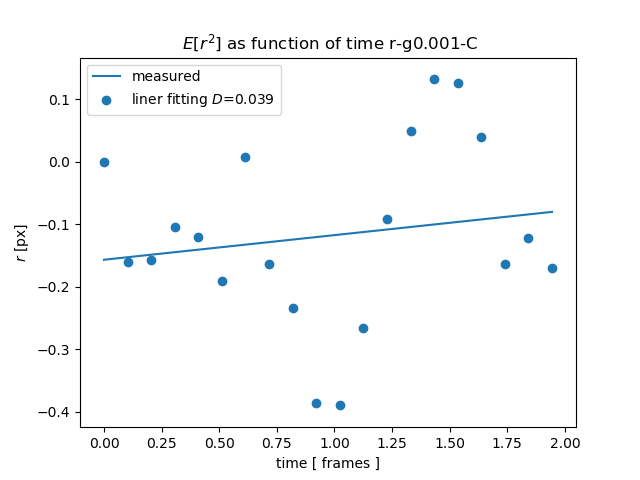 E[r²] as function of time r-g0.001-C
measured
liner fitting D=0.039
0.1
0.0
−0.1
−0.2
−0.3
−0.4
r [px]
0.00 0.25 0.50 0.75 1.00 1.25 1.50 1.75 2.00
time [ frames ]